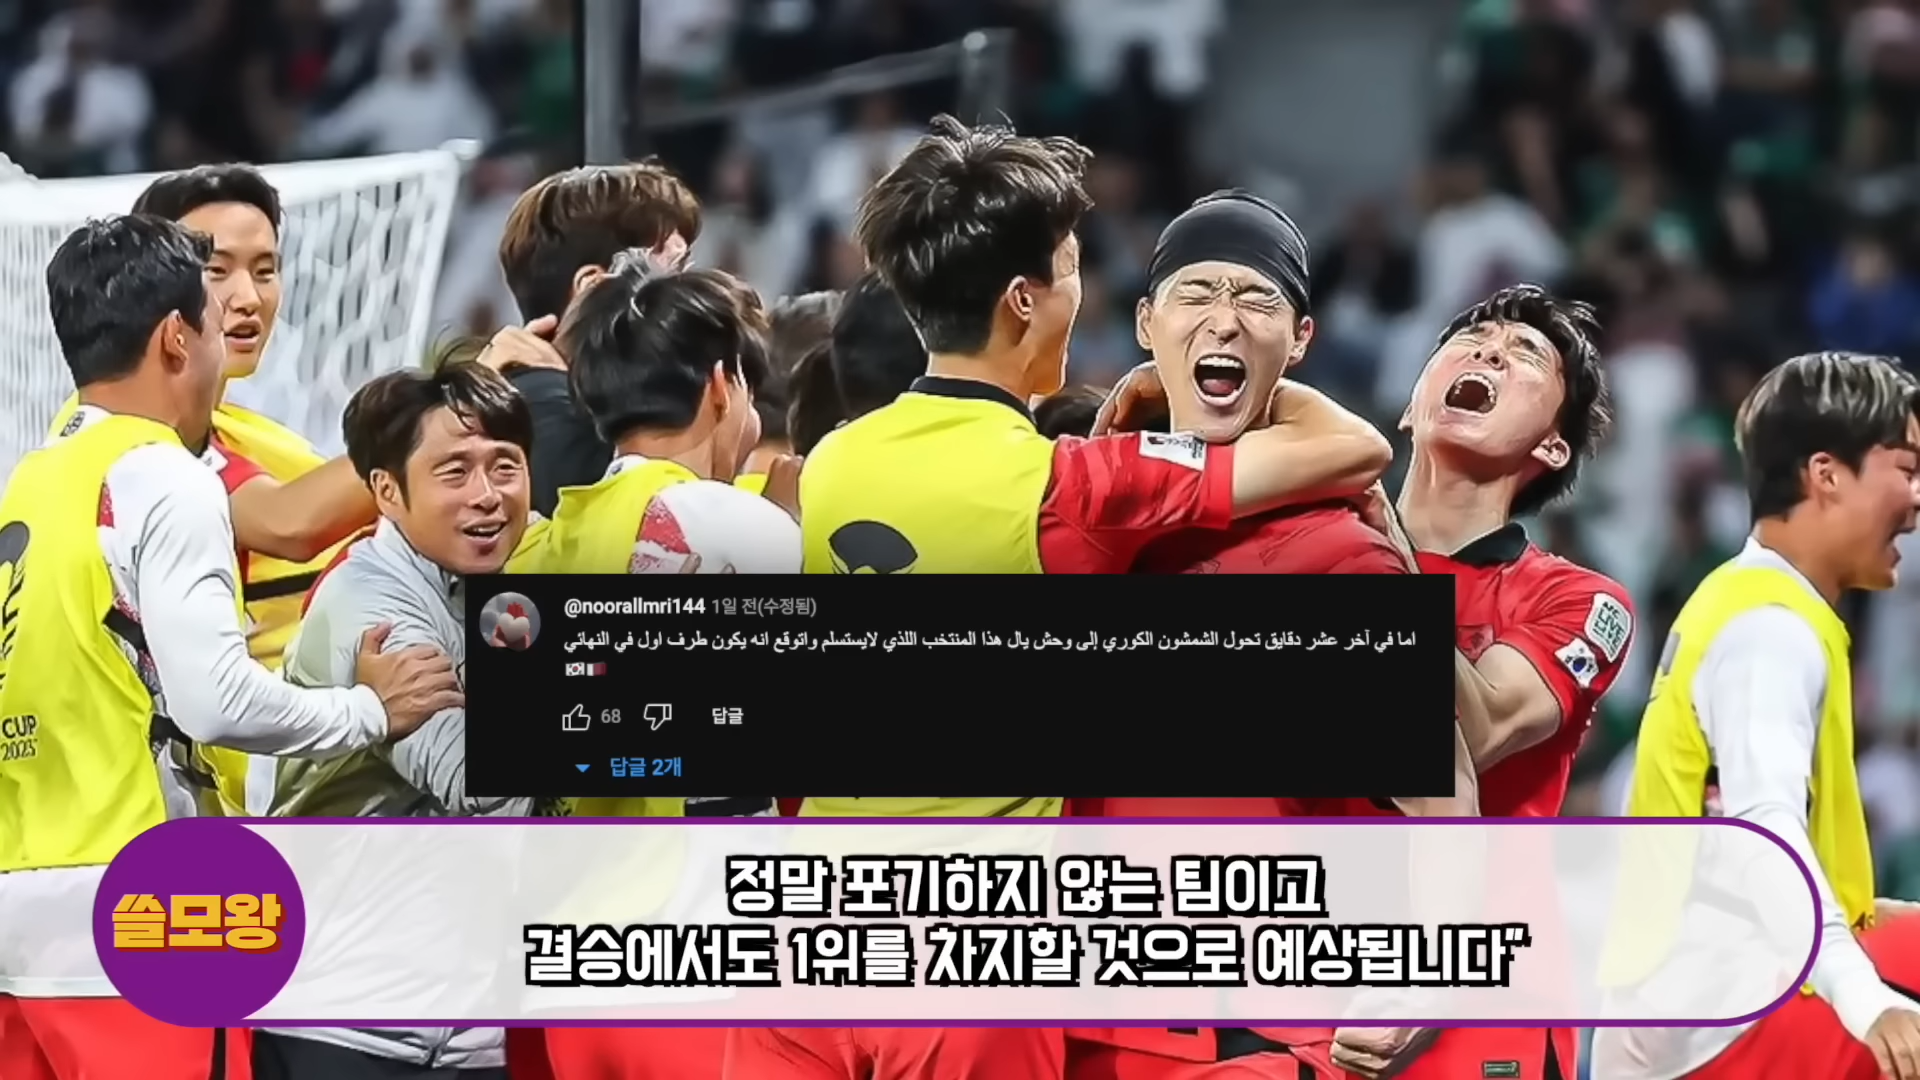 CUP
2023
@noorallmri144 1일 전(수정됨)
اما في آخر عشر دقايق تحول الشمشون الكوري إلى وحش يال هذا المنتخب اللذي لايستسلم واتوقع انه يكون طرف اول في النهائي
68 답글
답글 2개
쓸모왕
정말 포기하지 않는 팀이고
결승에서도 1위를 차지할 것으로 예상됩니다"